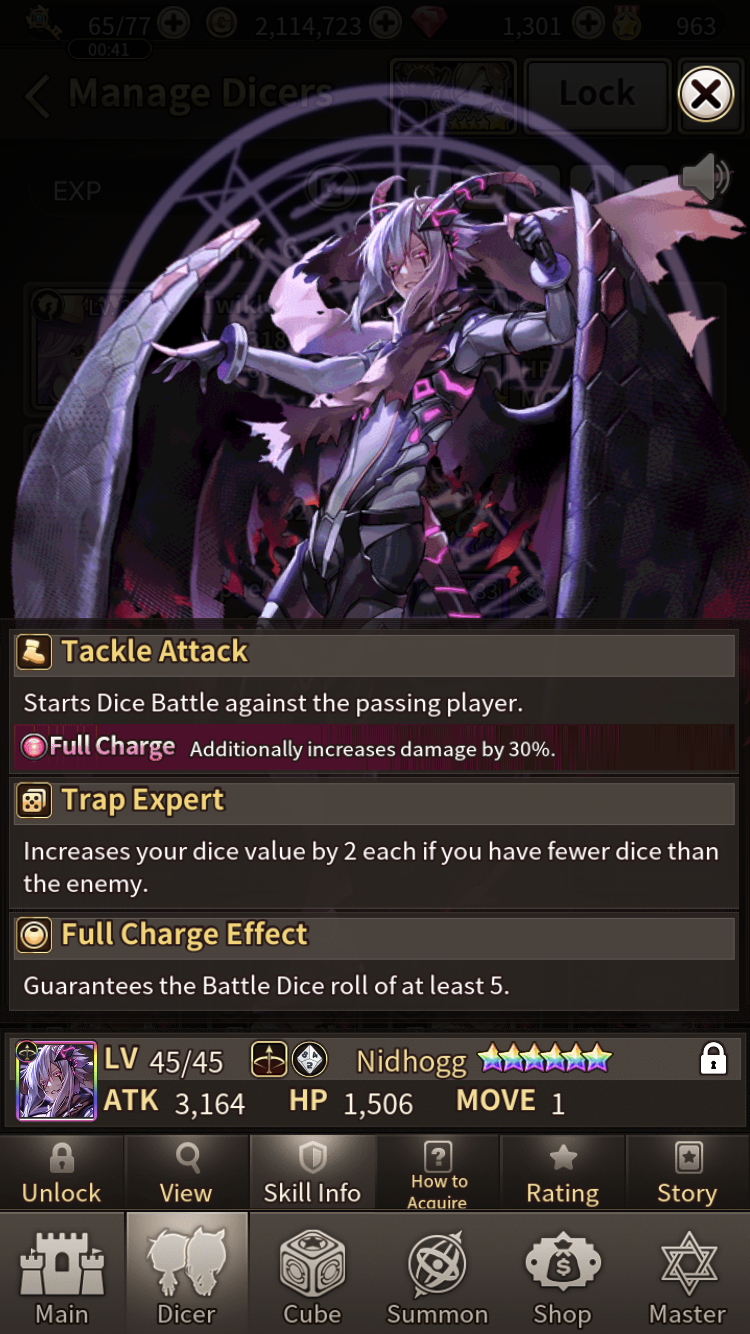 65/77
2,114,723
1,301
963
00:41
Manage Dicers
Lock
EXP
Tackle Attack
Starts Dice Battle against the passing player.
Full Charge Additionally increases damage by 30%.
Trap Expert
Increases your dice value by 2 each if you have fewer dice than
the enemy.
Full Charge Effect
Guarantees the Battle Dice roll of at least 5.
LV 45/45 Nidhogg
ATK 3,164 HP 1,506 MOVE 1
Unlock
View
Skill Info
How to
Acquire
Rating
Story
Main
Dicer
Cube
Summon
Shop
Master